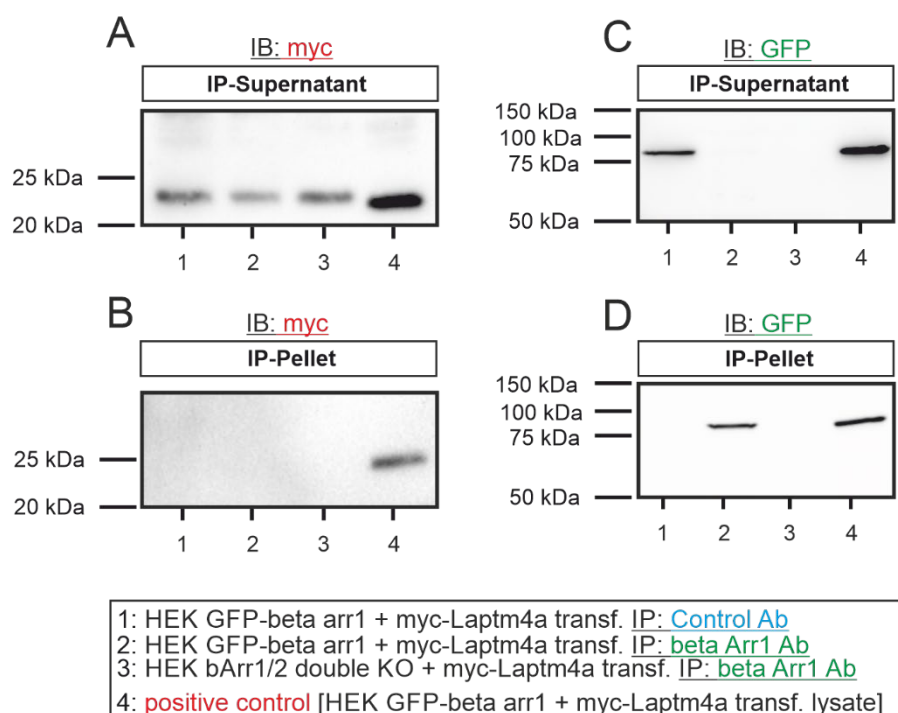 A
IB: myc
IP-Supernatant
25 kDa
20 kDa
1 2 3 4
B
IB: myc
IP-Pellet
25 kDa
20 kDa
1 2 3 4
C
IB: GFP
IP-Supernatant
150 kDa
100 kDa
75 kDa
50 kDa
1 2 3 4
D
IB: GFP
IP-Pellet
150 kDa
100 kDa
75 kDa
50 kDa
1 2 3 4
1: HEK GFP-beta arr1 + myc-Laptm4a transf. IP: Control Ab
2: HEK GFP-beta arr1 + myc-Laptm4a transf. IP: beta Arr1 Ab
3: HEK bArr1/2 double KO + myc-Laptm4a transf. IP: beta Arr1 Ab
4: positive control [HEK GFP-beta arr1 + myc-Laptm4a transf. lysate]